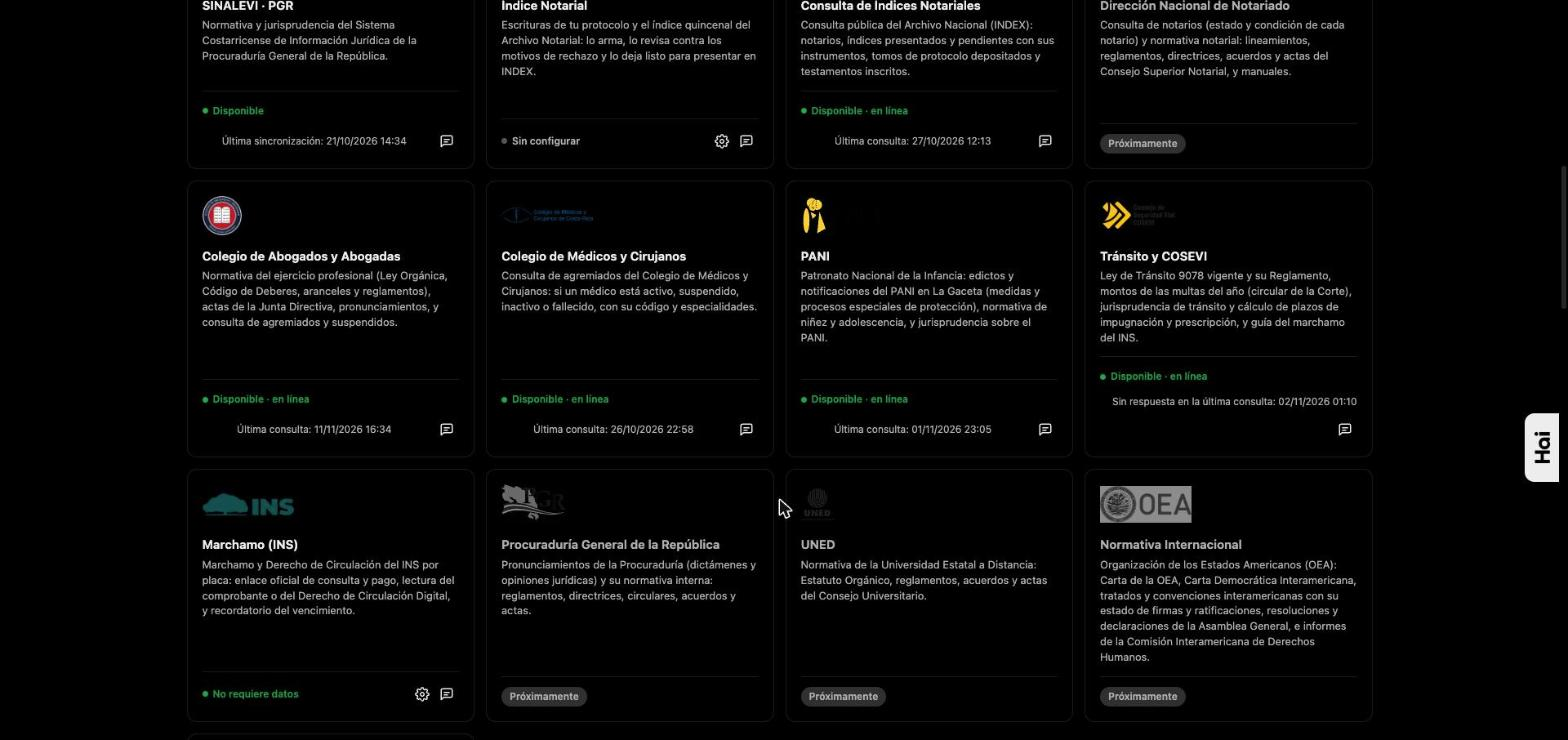 SINALEVI · PGR
Normativa y jurisprudencia del Sistema
Costarricense de Información Jurídica de la
Procuraduría General de la República.
Disponible
Última sincronización: 21/10/2026 14:34
Índice Notarial
Escrituras de tu protocolo y el índice quincenal del
Archivo Notarial: lo arma, lo revisa contra los
motivos de rechazo y lo deja listo para presentar en
INDEX.
Sin configurar
Consulta de Índices Notariales
Consulta pública del Archivo Nacional (INDEX):
notarios, índices presentados y pendientes con sus
instrumentos, tomos de protocolo depositados y
testamentos inscritos.
Disponible · en línea
Última consulta: 27/10/2026 12:13
Dirección Nacional de Notariado
Consulta de notarios (estado y condición de cada
notario) y normativa notarial: lineamientos,
reglamentos, directrices, acuerdos y actas del
Consejo Superior Notarial, y manuales.
Próximamente
Colegio de Abogados y Abogadas
Normativa del ejercicio profesional (Ley Orgánica,
Código de Deberes, aranceles y reglamentos),
actas de la Junta Directiva, pronunciamientos, y
consulta de agremiados y suspendidos.
Disponible · en línea
Última consulta: 11/11/2026 16:34
Colegio de Médicos y
Cirujanos de Costa Rica
Colegio de Médicos y Cirujanos
Consulta de agremiados del Colegio de Médicos y
Cirujanos: si un médico está activo, suspendido,
inactivo o fallecido, con su código y especialidades.
Disponible · en línea
Última consulta: 26/10/2026 22:58
PANI
Patronato Nacional de la Infancia: edictos y
notificaciones del PANI en La Gaceta (medidas y
procesos especiales de protección), normativa de
niñez y adolescencia, y jurisprudencia sobre el
PANI.
Disponible · en línea
Última consulta: 01/11/2026 23:05
Consejo de
Seguridad Vial
COSEVI
Tránsito y COSEVI
Ley de Tránsito 9078 vigente y su Reglamento,
montos de las multas del año (circular de la Corte),
jurisprudencia de tránsito y cálculo de plazos de
impugnación y prescripción, y guía del marchamo
del INS.
Disponible · en línea
Sin respuesta en la última consulta: 02/11/2026 01:10
Hai
INS
Marchamo (INS)
Marchamo y Derecho de Circulación del INS por
placa: enlace oficial de consulta y pago, lectura del
comprobante o del Derecho de Circulación Digital,
y recordatorio del vencimiento.
No requiere datos
PGR
Procuraduría General de la República
Pronunciamientos de la Procuraduría (dictámenes y
opiniones jurídicas) y su normativa interna:
reglamentos, directrices, circulares, acuerdos y
actas.
Próximamente
UNED
UNED
Normativa de la Universidad Estatal a Distancia:
Estatuto Orgánico, reglamentos, acuerdos y actas
del Consejo Universitario.
Próximamente
OEA
Normativa Internacional
Organización de los Estados Americanos (OEA):
Carta de la OEA, Carta Democrática Interamericana,
tratados y convenciones interamericanas con su
estado de firmas y ratificaciones, resoluciones y
declaraciones de la Asamblea General, e informes
de la Comisión Interamericana de Derechos
Humanos.
Próximamente